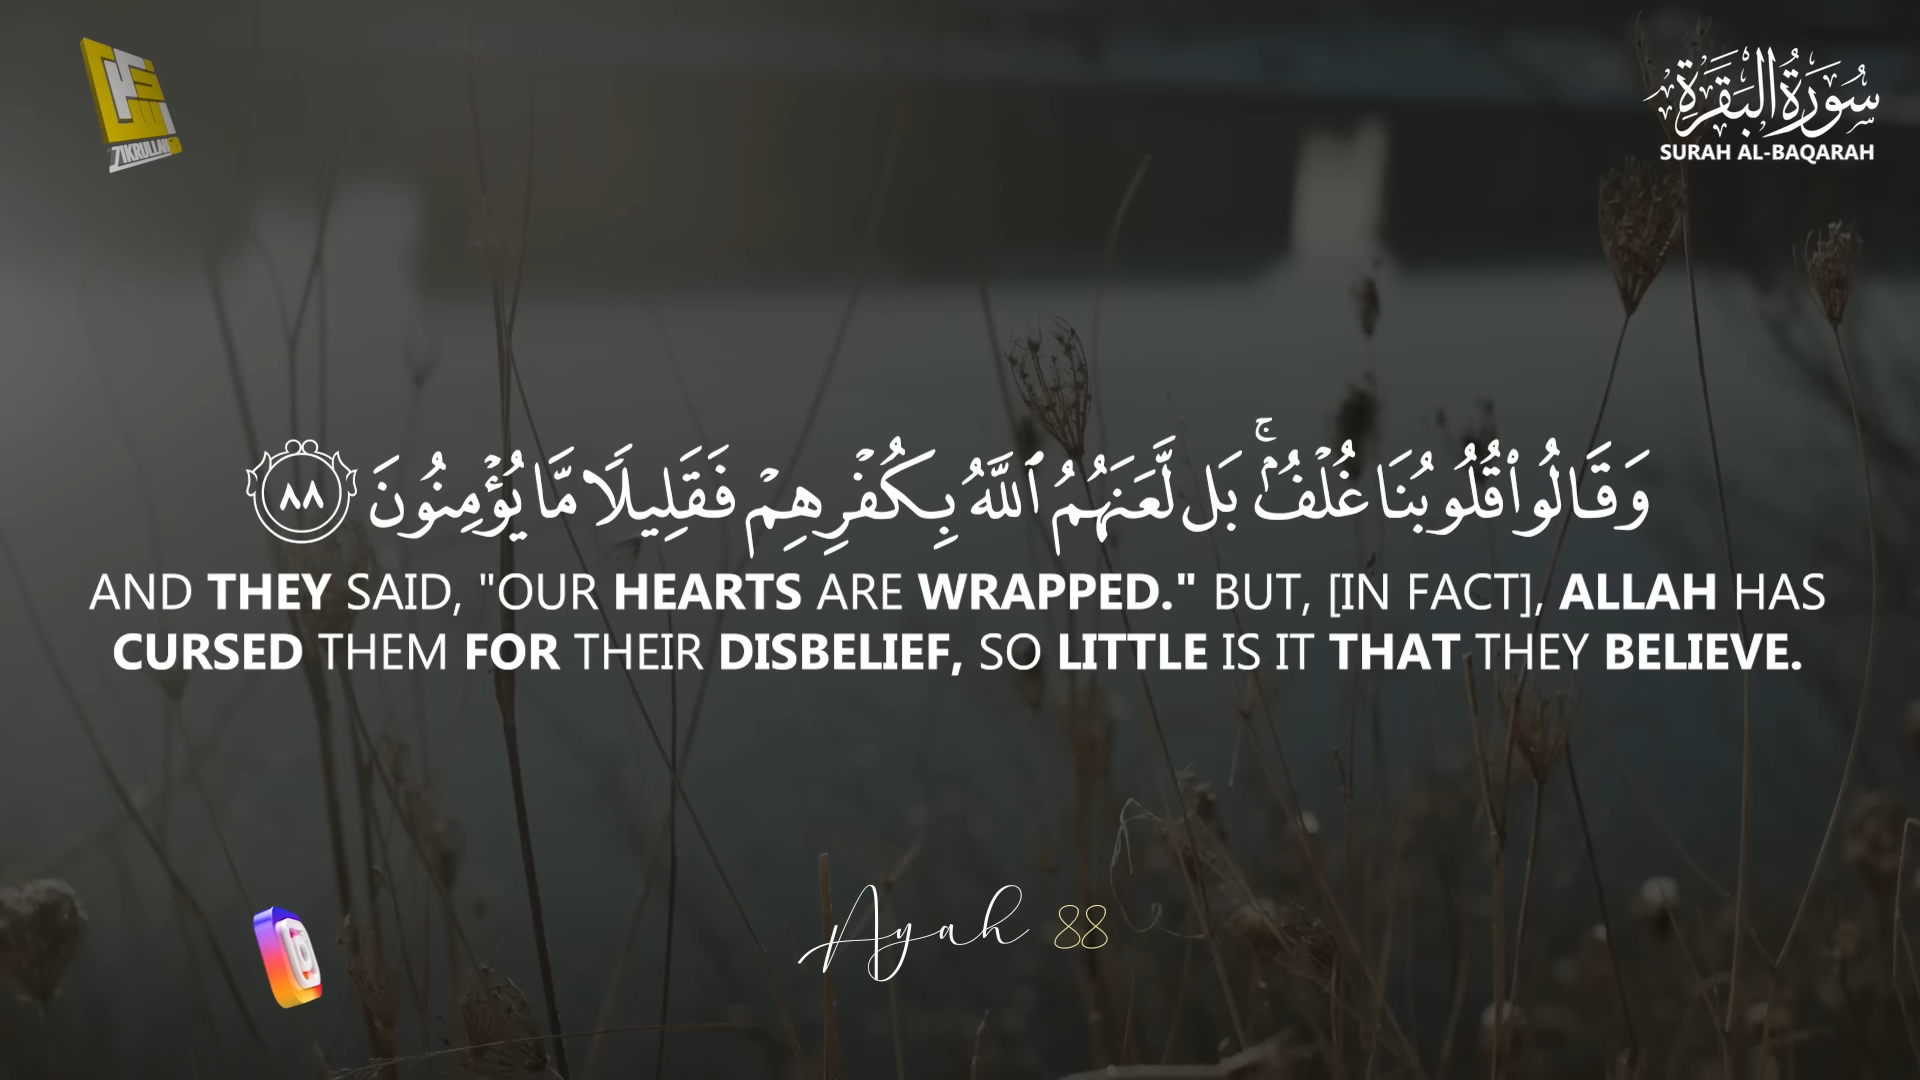 ZIKRULLAH
سُورَةُ البَقَرَةِ
SURAH AL-BAQARAH
وَقَالُوا۟ قُلُوبُنَا غُلْفٌۢ ۚ بَل لَّعَنَهُمُ ٱللَّهُ بِكُفْرِهِمْ فَقَلِيلًا مَّا يُؤْمِنُونَ ٨٨
AND THEY SAID, "OUR HEARTS ARE WRAPPED." BUT, [IN FACT], ALLAH HAS
CURSED THEM FOR THEIR DISBELIEF, SO LITTLE IS IT THAT THEY BELIEVE.
Ayah 88